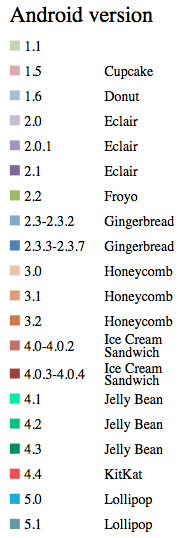 Android version
1.1
1.5 Cupcake
1.6 Donut
2.0 Eclair
2.0.1 Eclair
2.1 Eclair
2.2 Froyo
2.3-2.3.2 Gingerbread
2.3.3-2.3.7 Gingerbread
3.0 Honeycomb
3.1 Honeycomb
3.2 Honeycomb
4.0-4.0.2 Ice Cream
Sandwich
4.0.3-4.0.4 Ice Cream
Sandwich
4.1 Jelly Bean
4.2 Jelly Bean
4.3 Jelly Bean
4.4 KitKat
5.0 Lollipop
5.1 Lollipop